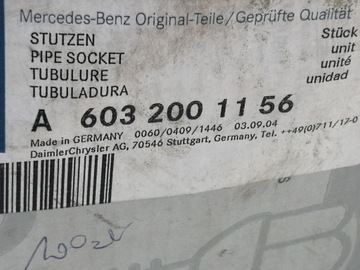 Mercedes-Benz Original-Teile/Geprüfte Qualität
STUTZEN Stück
PIPE SOCKET unit
TUBULURE unité
TUBULADURA unidad
A 603 200 11 56
Made in GERMANY 0060/0409/1446 03.09.04
DaimlerChrysler AG, 70546 Stuttgart, Germany, Tel. ++49(0)711/17-0